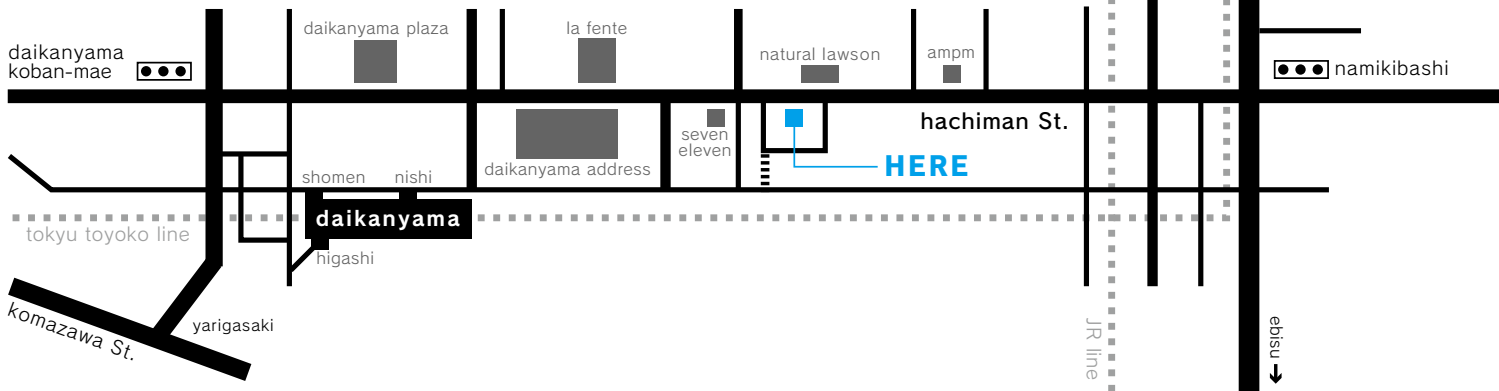 daikanyama plaza
la fente
natural lawson
ampm
daikanyama
koban-mae
namikibashi
hachiman St.
seven
eleven
daikanyama address
HERE
shomen
nishi
daikanyama
tokyu toyoko line
higashi
komazawa St.
yarigasaki
JR line
ebisu